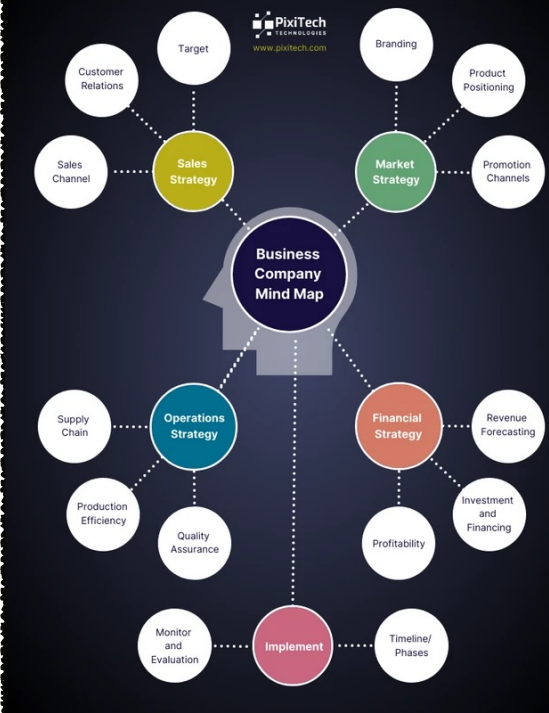 PixiTech
TECHNOLOGIES
www.pixitech.com
Target
Customer
Relations
Sales
Channel
Sales
Strategy
Branding
Product
Positioning
Promotion
Channels
Market
Strategy
Business
Company
Mind Map
Operations
Strategy
Supply
Chain
Production
Efficiency
Quality
Assurance
Financial
Strategy
Revenue
Forecasting
Investment
and
Financing
Profitability
Monitor
and
Evaluation
Implement
Timeline/
Phases